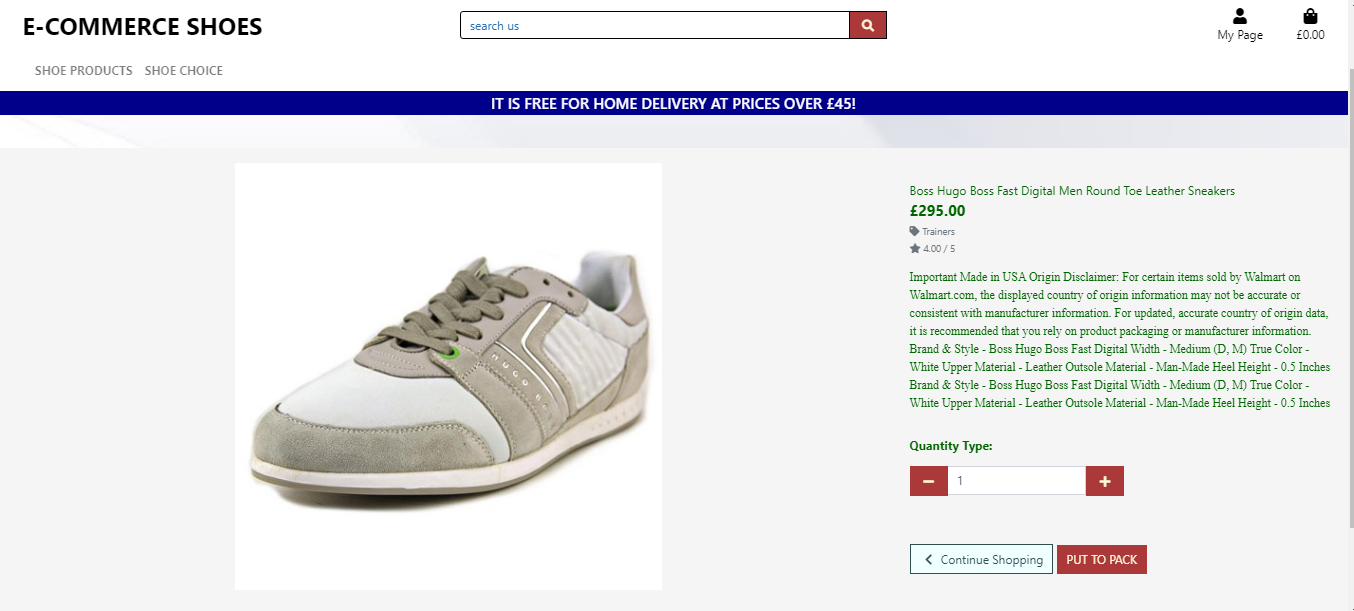 E-COMMERCE SHOES
search us
My Page
£0.00
SHOE PRODUCTS
SHOE CHOICE
IT IS FREE FOR HOME DELIVERY AT PRICES OVER £45!
HUGO BO
Boss Hugo Boss Fast Digital Men Round Toe Leather Sneakers
£295.00
Trainers
4.00 / 5
Important Made in USA Origin Disclaimer: For certain items sold by Walmart on
Walmart.com, the displayed country of origin information may not be accurate or
consistent with manufacturer information. For updated, accurate country of origin data,
it is recommended that you rely on product packaging or manufacturer information.
Brand & Style - Boss Hugo Boss Fast Digital Width - Medium (D, M) True Color -
White Upper Material - Leather Outsole Material - Man-Made Heel Height - 0.5 Inches
Brand & Style - Boss Hugo Boss Fast Digital Width - Medium (D, M) True Color -
White Upper Material - Leather Outsole Material - Man-Made Heel Height - 0.5 Inches
Quantity Type:
1
Continue Shopping
PUT TO PACK